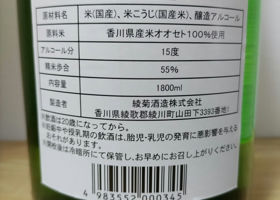 原材料名 米(国産)、米こうじ(国産米)、醸造アルコール
原料米 香川県産米オオセト100%使用
アルコール分 15度
精米歩合 55%
内容量 1800ml
製造者 綾菊酒造株式会社
香川県綾歌郡綾川町山田下3393番地1
※飲酒は20歳になってから。
※妊娠中や授乳期の飲酒は、胎児・乳児の発育に悪影響を与える
おそれがあります。
※開栓後は冷暗所にて保管し、お早めにお召し上がりください。
4 983552 000345